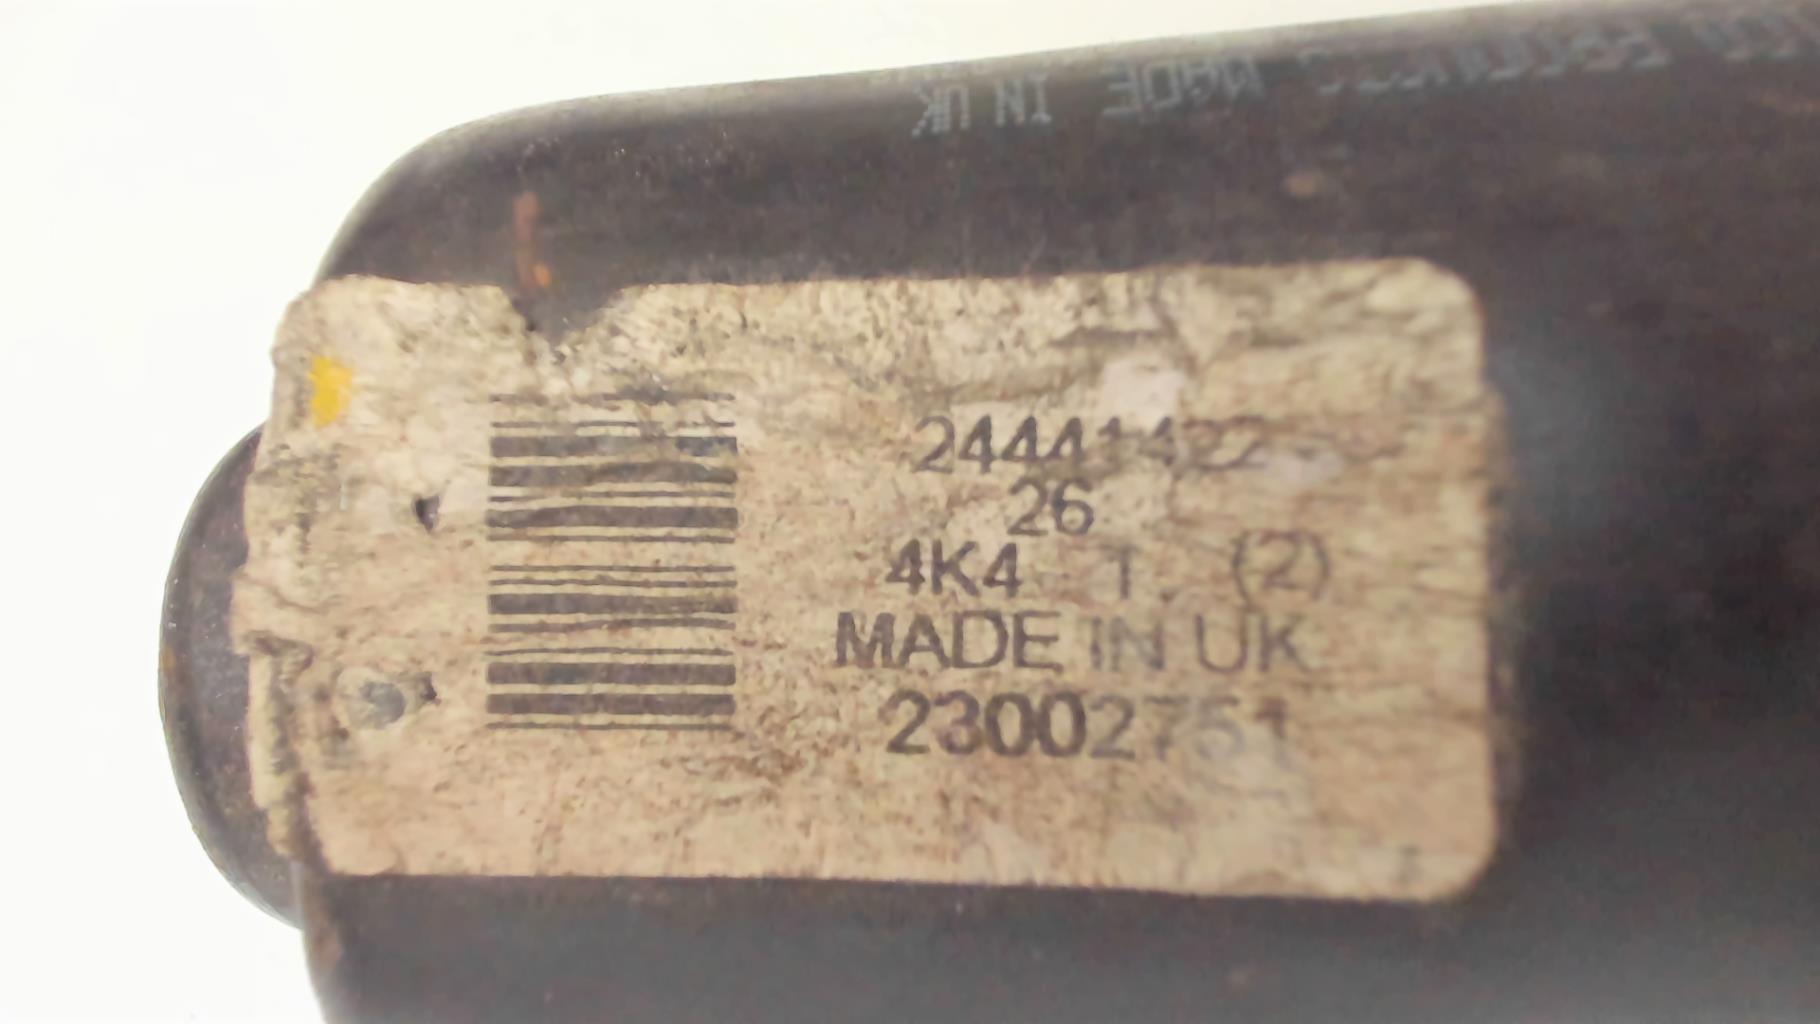 MADE IN UK
24441422
26
4K4 T (2)
MADE IN UK
23002751